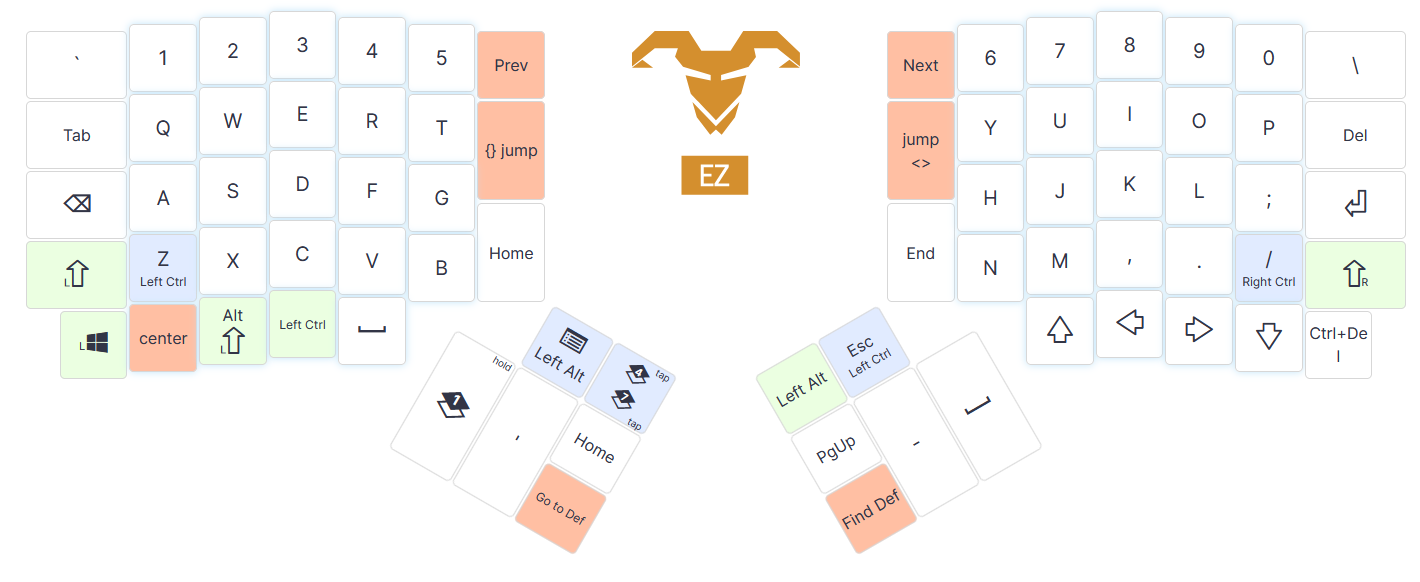 ` 1 2 3 4 5 Prev
Next 6 7 8 9 0 \
Tab Q W E R T {} jump
jump
<>
Y U I O P Del
A S D F G Home
End H J K L ;
L Z X C V B
Left Ctrl
N M , . /
Right Ctrl
R
L center Alt
L
Left Ctrl
Ctrl+De
l
EZ
hold
1
Left Alt
4 tap
7
tap
'
Home
Go to Def
Left Alt
Esc
Left Ctrl
PgUp
-
Find Def